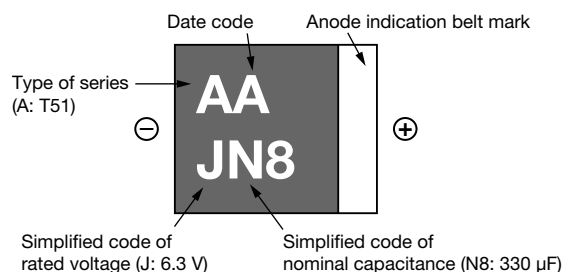 Date code
Anode indication belt mark
Type of series
(A: T51)
AA
⊖
⊕
JN8
Simplified code of
rated voltage (J: 6.3 V)
Simplified code of
nominal capacitance (N8: 330 µF)